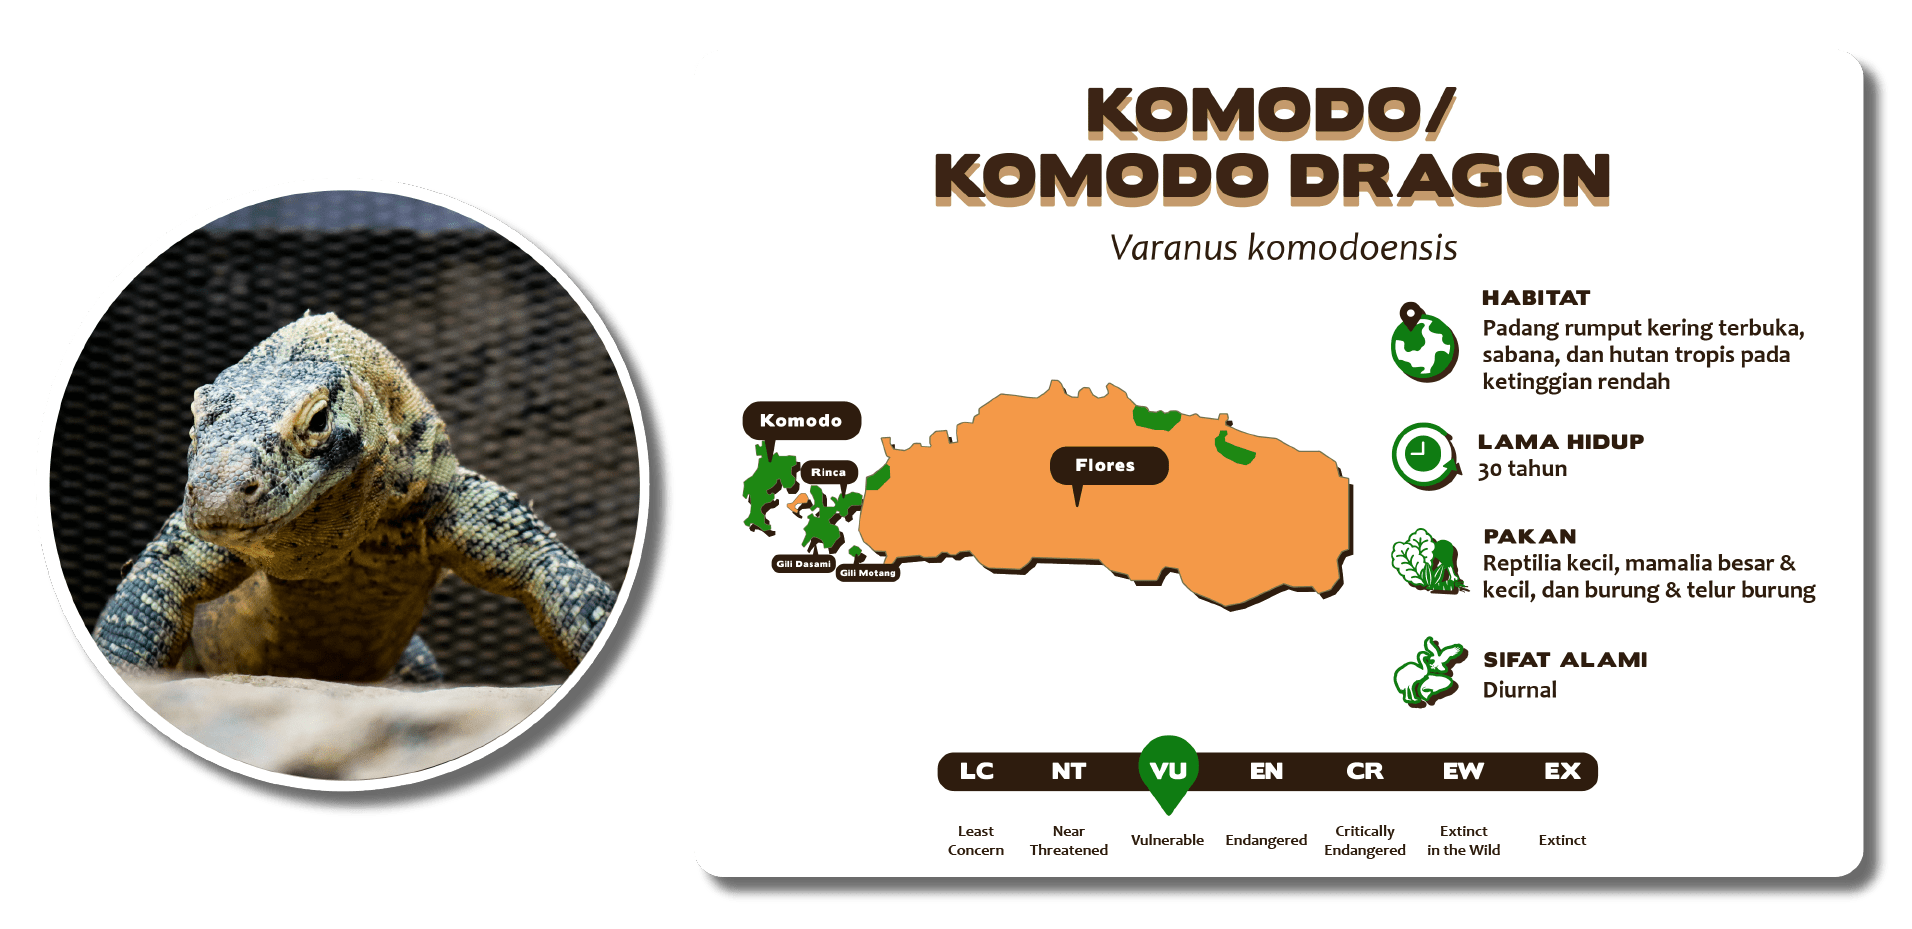 KOMODO/
KOMODO DRAGON
Varanus komodoensis
Komodo
Rinca
Gili Dasami
Gili Motang
Flores
HABITAT
Padang rumput kering terbuka,
sabana, dan hutan tropis pada
ketinggian rendah
LAMA HIDUP
30 tahun
PAKAN
Reptilia kecil, mamalia besar &
kecil, dan burung & telur burung
SIFAT ALAMI
Diurnal
LC NT VU EN CR EW EX
Least Concern
Near Threatened
Vulnerable
Endangered
Critically Endangered
Extinct in the Wild
Extinct